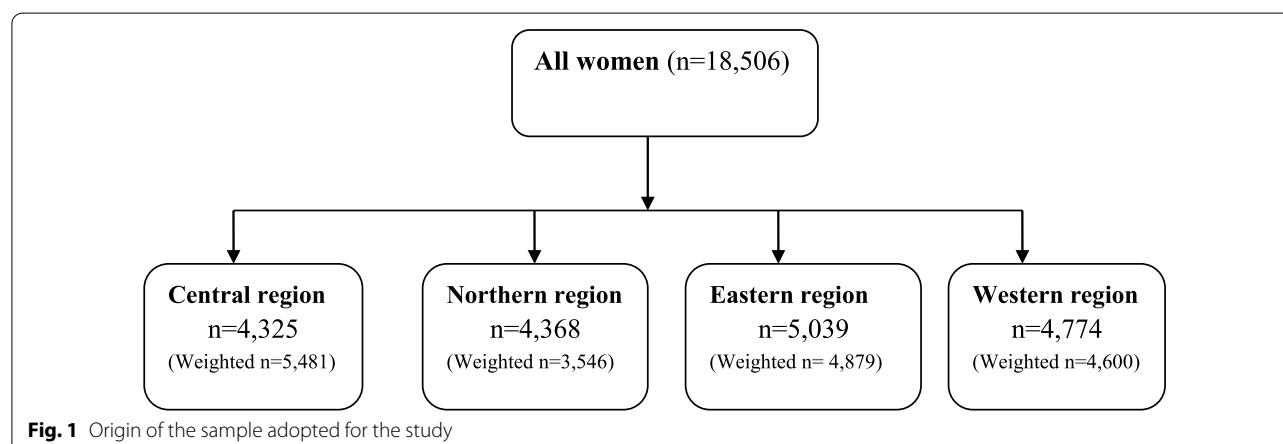 All women (n=18,506)
Central region
n=4,325
(Weighted n=5,481)
Northern region
n=4,368
(Weighted n=3,546)
Eastern region
n=5,039
(Weighted n= 4,879)
Western region
n=4,774
(Weighted n=4,600)
Fig. 1 Origin of the sample adopted for the study